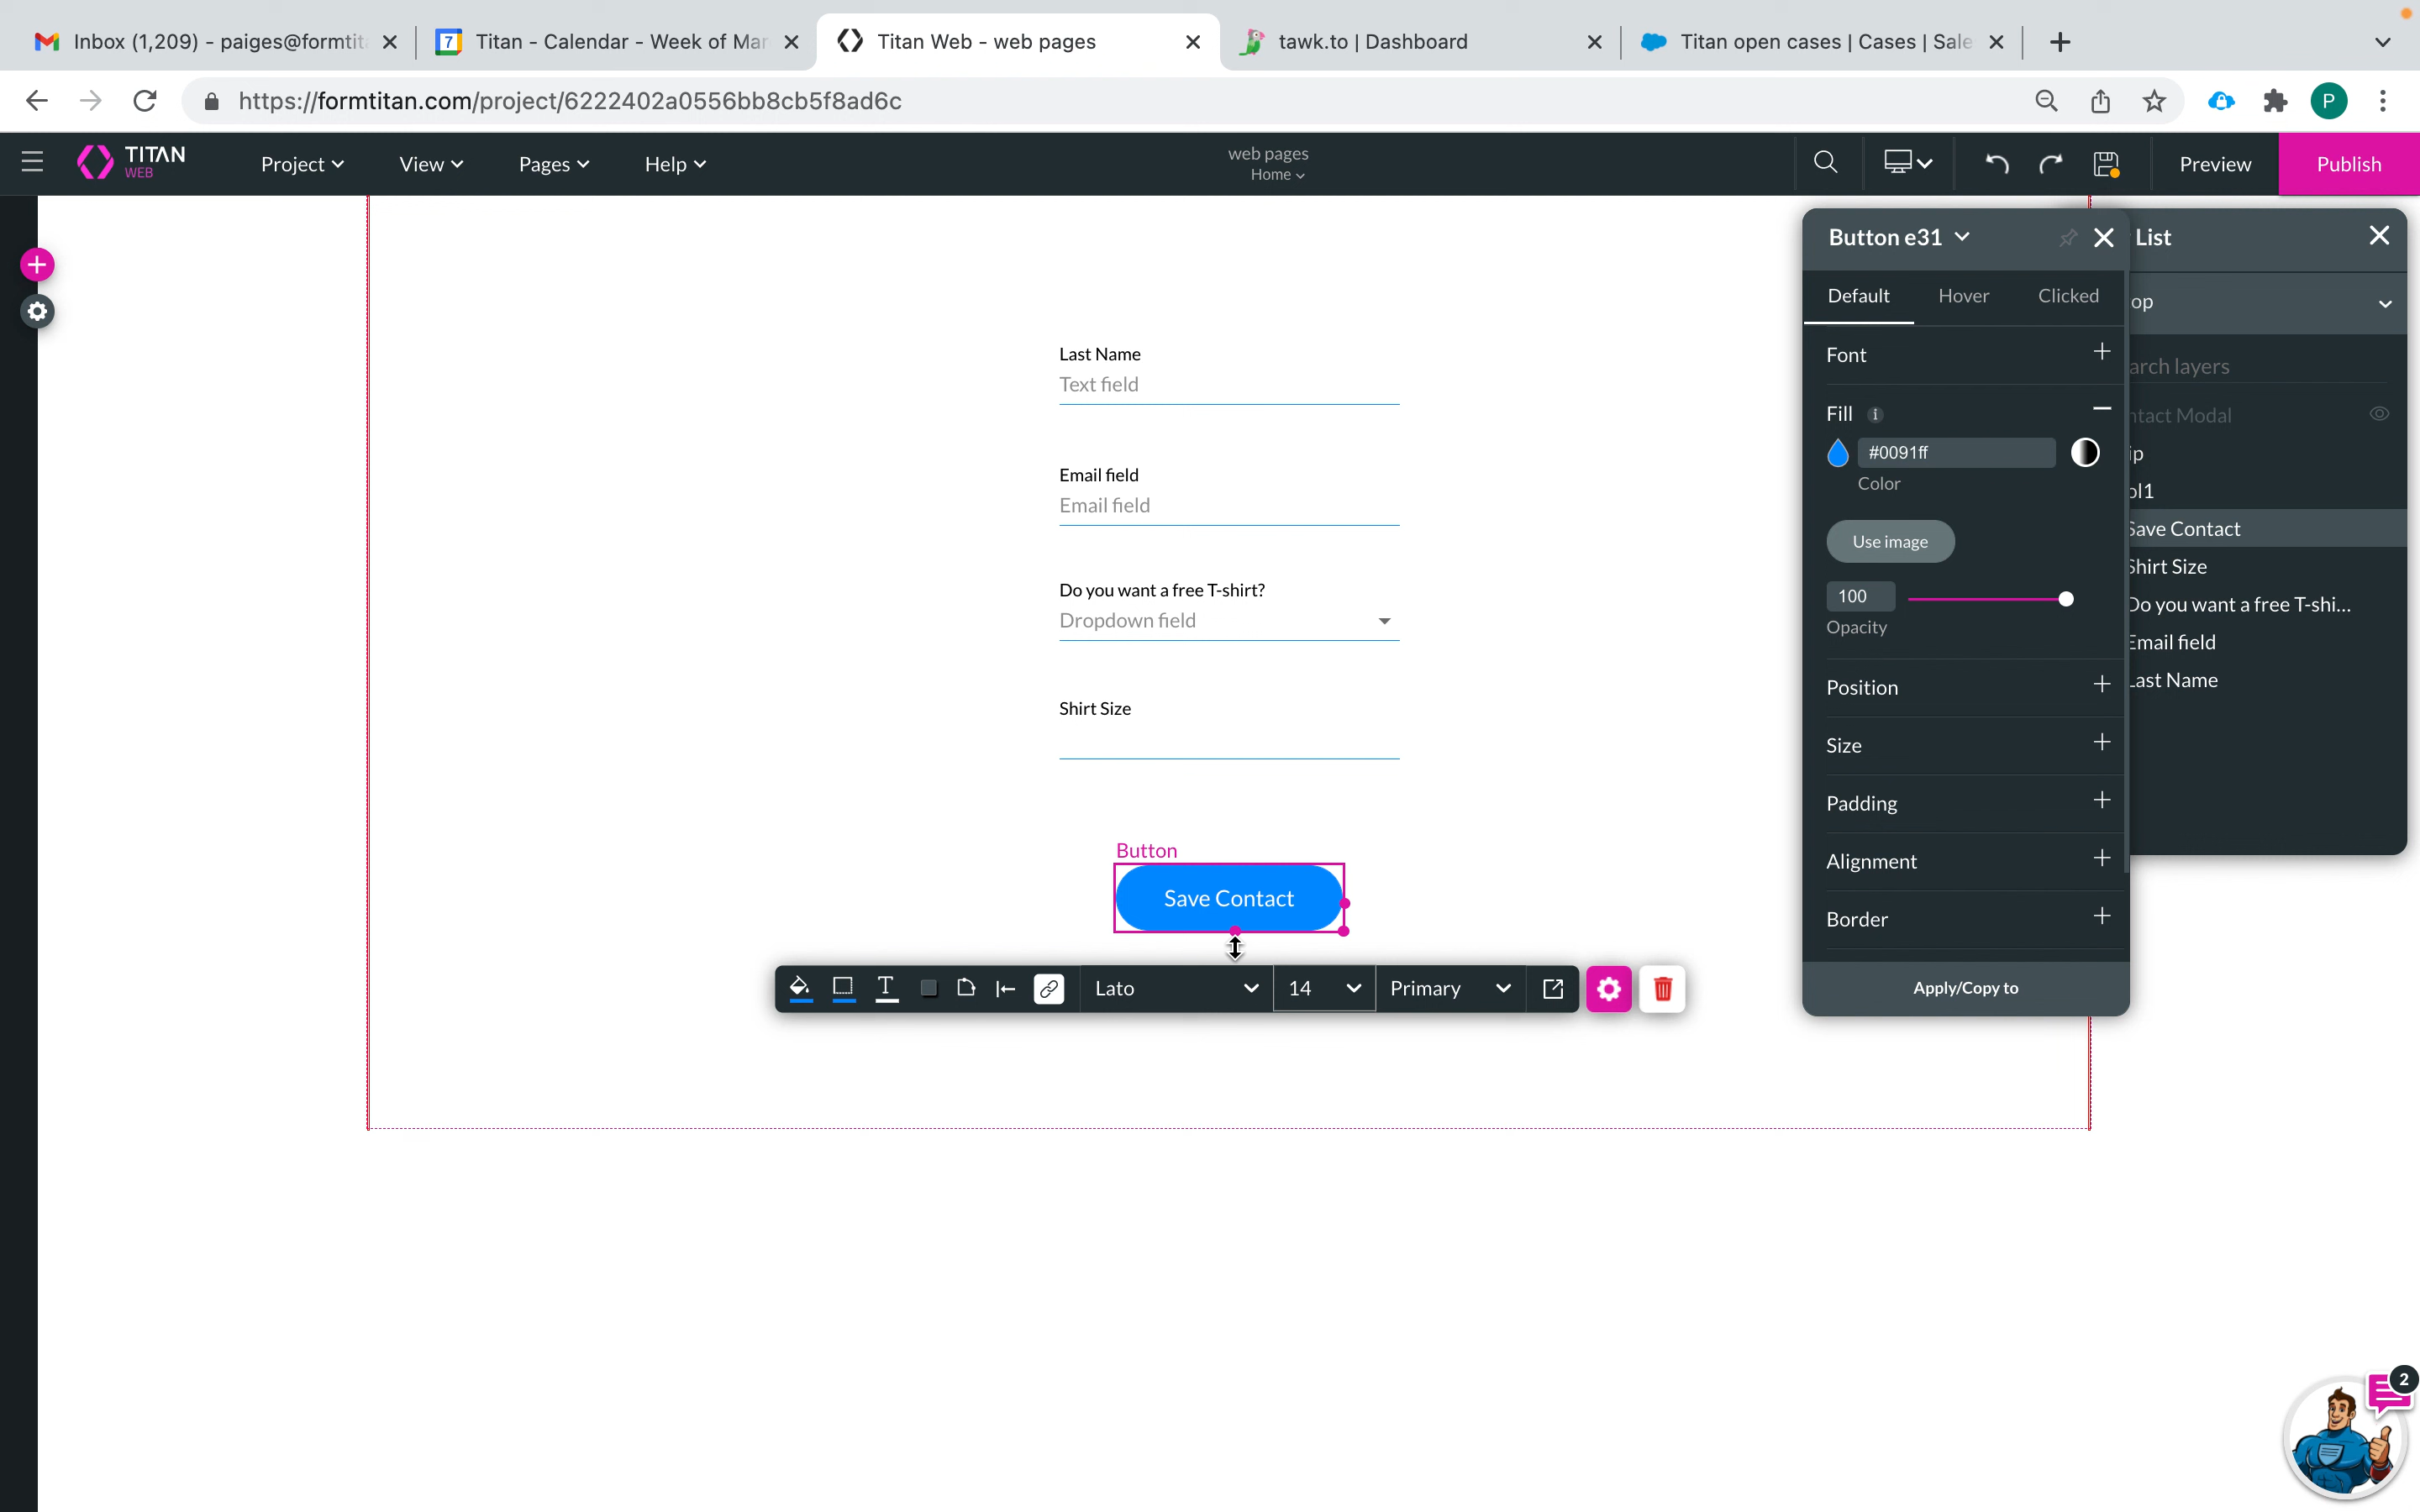 Inbox (1,209) - paiges@formtit
7
Titan - Calendar - Week of Mar
Titan Web - web pages
tawk.to | Dashboard
Titan open cases | Cases | Sale
https://formtitan.com/project/6222402a0556bb8cb5f8ad6c
P
TITAN
WEB
Project
View
Pages
Help
web pages
Home
Preview
Publish
Button e31
List
Default
Hover
Clicked
op
Font
arch layers
Fill
i
ntact Modal
#0091ff
ip
Color
ol1
Save Contact
Use image
Shirt Size
100
Do you want a free T-shi...
Opacity
Email field
Last Name
Position
Size
Padding
Alignment
Border
Apply/Copy to
Last Name
Text field
Email field
Email field
Do you want a free T-shirt?
Dropdown field
Shirt Size
Button
Save Contact
T
Lato
14
Primary
2